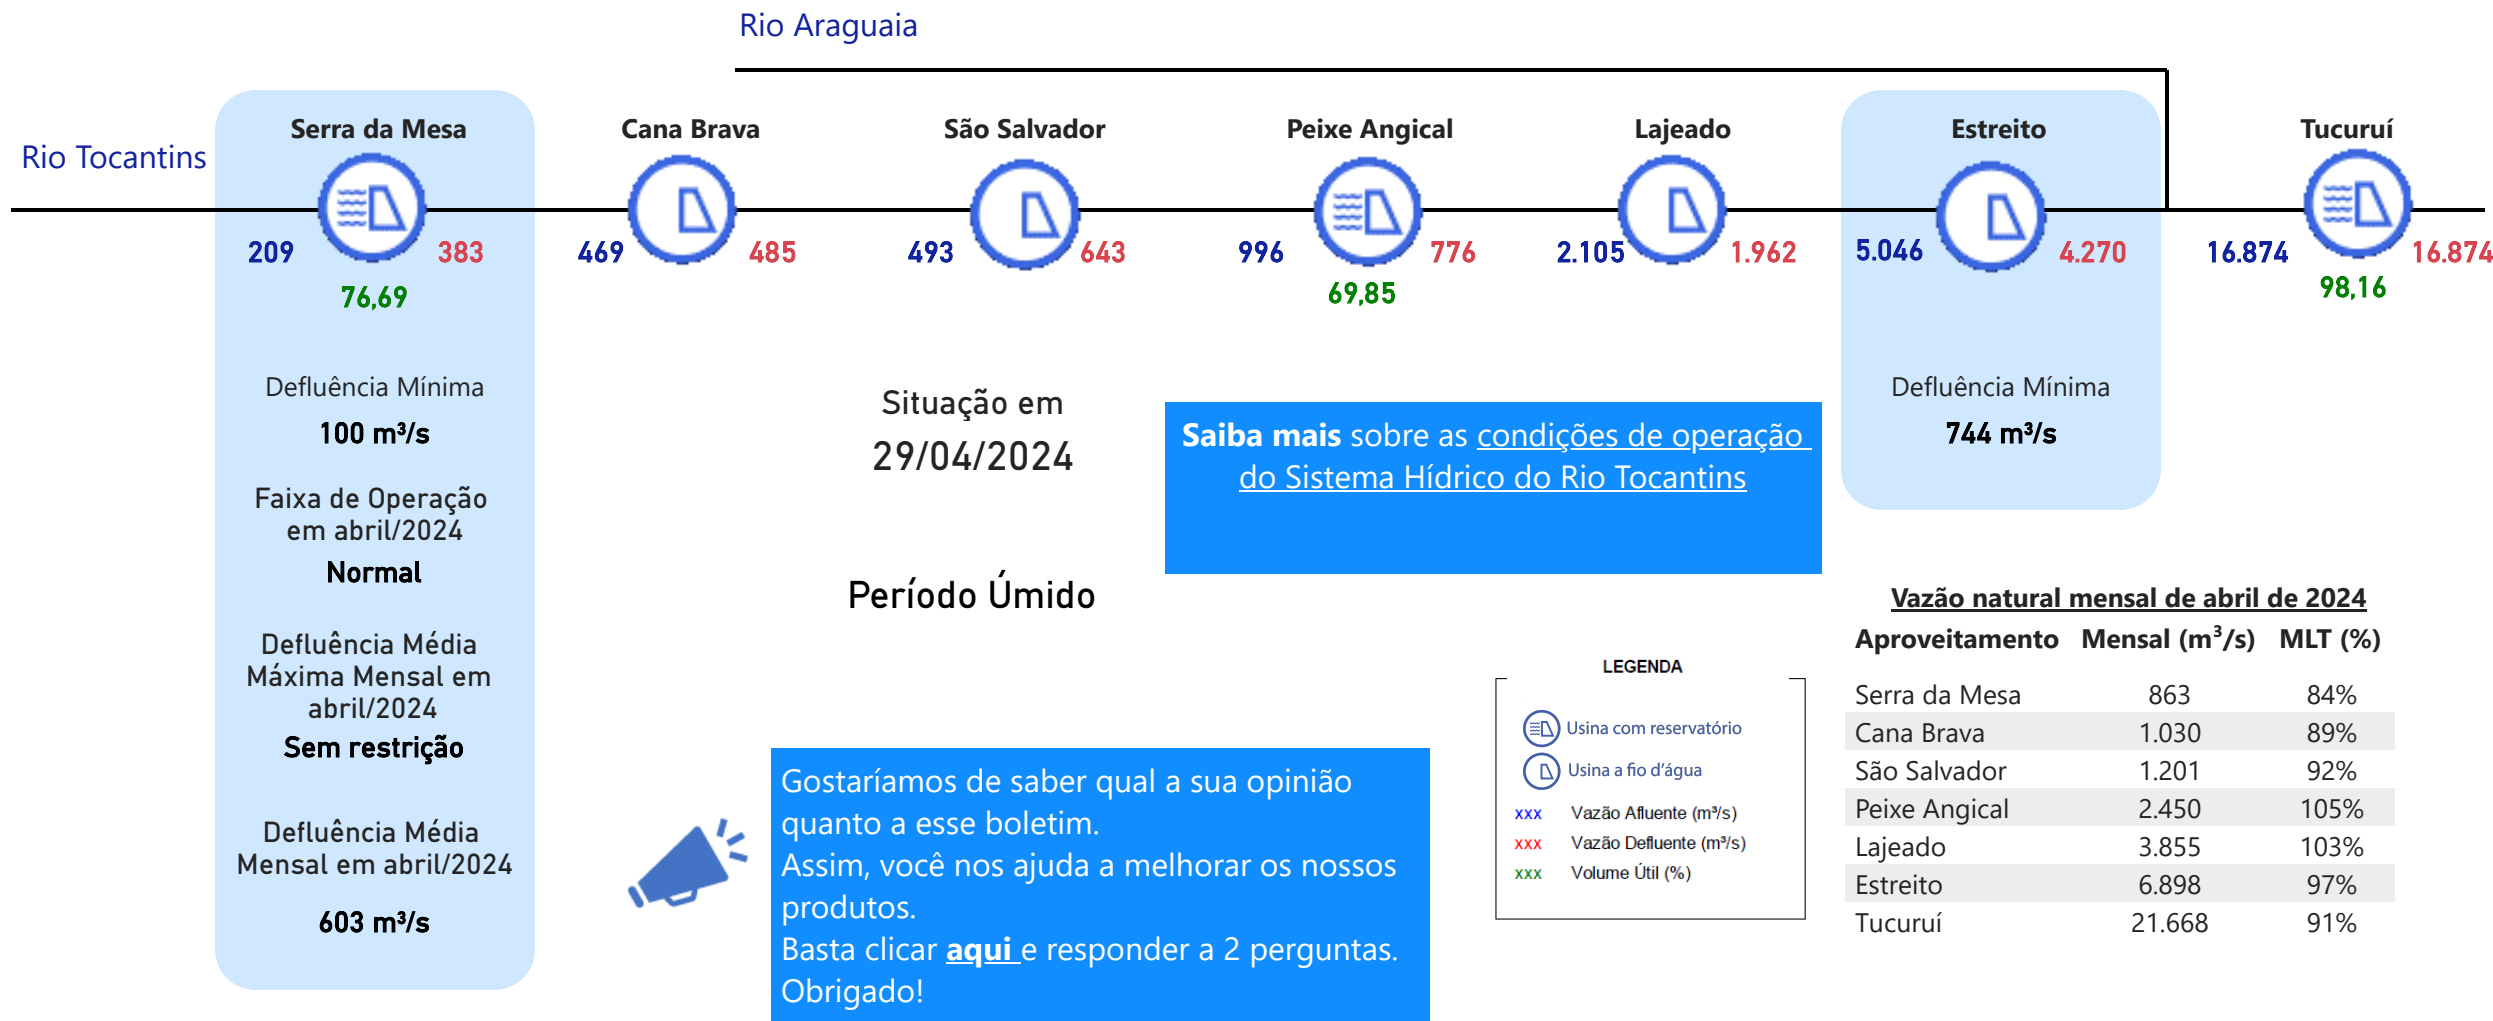 Rio Araguaia
Rio Tocantins
Serra da Mesa
Cana Brava
São Salvador
Peixe Angical
Lajeado
Estreito
Tucuruí
209 383
469 485
493 643
996 776
2.105 1.962
5.046 4.270
16.874 16.874
76,69
69,85
98,16
Defluência Mínima
100 m³/s
Faixa de Operação
em abril/2024
Normal
Defluência Média
Máxima Mensal em
abril/2024
Sem restrição
Defluência Média
Mensal em abril/2024
603 m³/s
Situação em
29/04/2024
Período Úmido
Saiba mais sobre as condições de operação
do Sistema Hídrico do Rio Tocantins
Defluência Mínima
744 m³/s
Gostaríamos de saber qual a sua opinião
quanto a esse boletim.
Assim, você nos ajuda a melhorar os nossos
produtos.
Basta clicar aqui e responder a 2 perguntas.
Obrigado!
LEGENDA
Usina com reservatório
Usina a fio d'água
xxx Vazão Afluente (m³/s)
xxx Vazão Defluente (m³/s)
xxx Volume Útil (%)
Vazão natural mensal de abril de 2024
Aproveitamento Mensal (m³/s) MLT (%)
Serra da Mesa 863 84%
Cana Brava 1.030 89%
São Salvador 1.201 92%
Peixe Angical 2.450 105%
Lajeado 3.855 103%
Estreito 6.898 97%
Tucuruí 21.668 91%